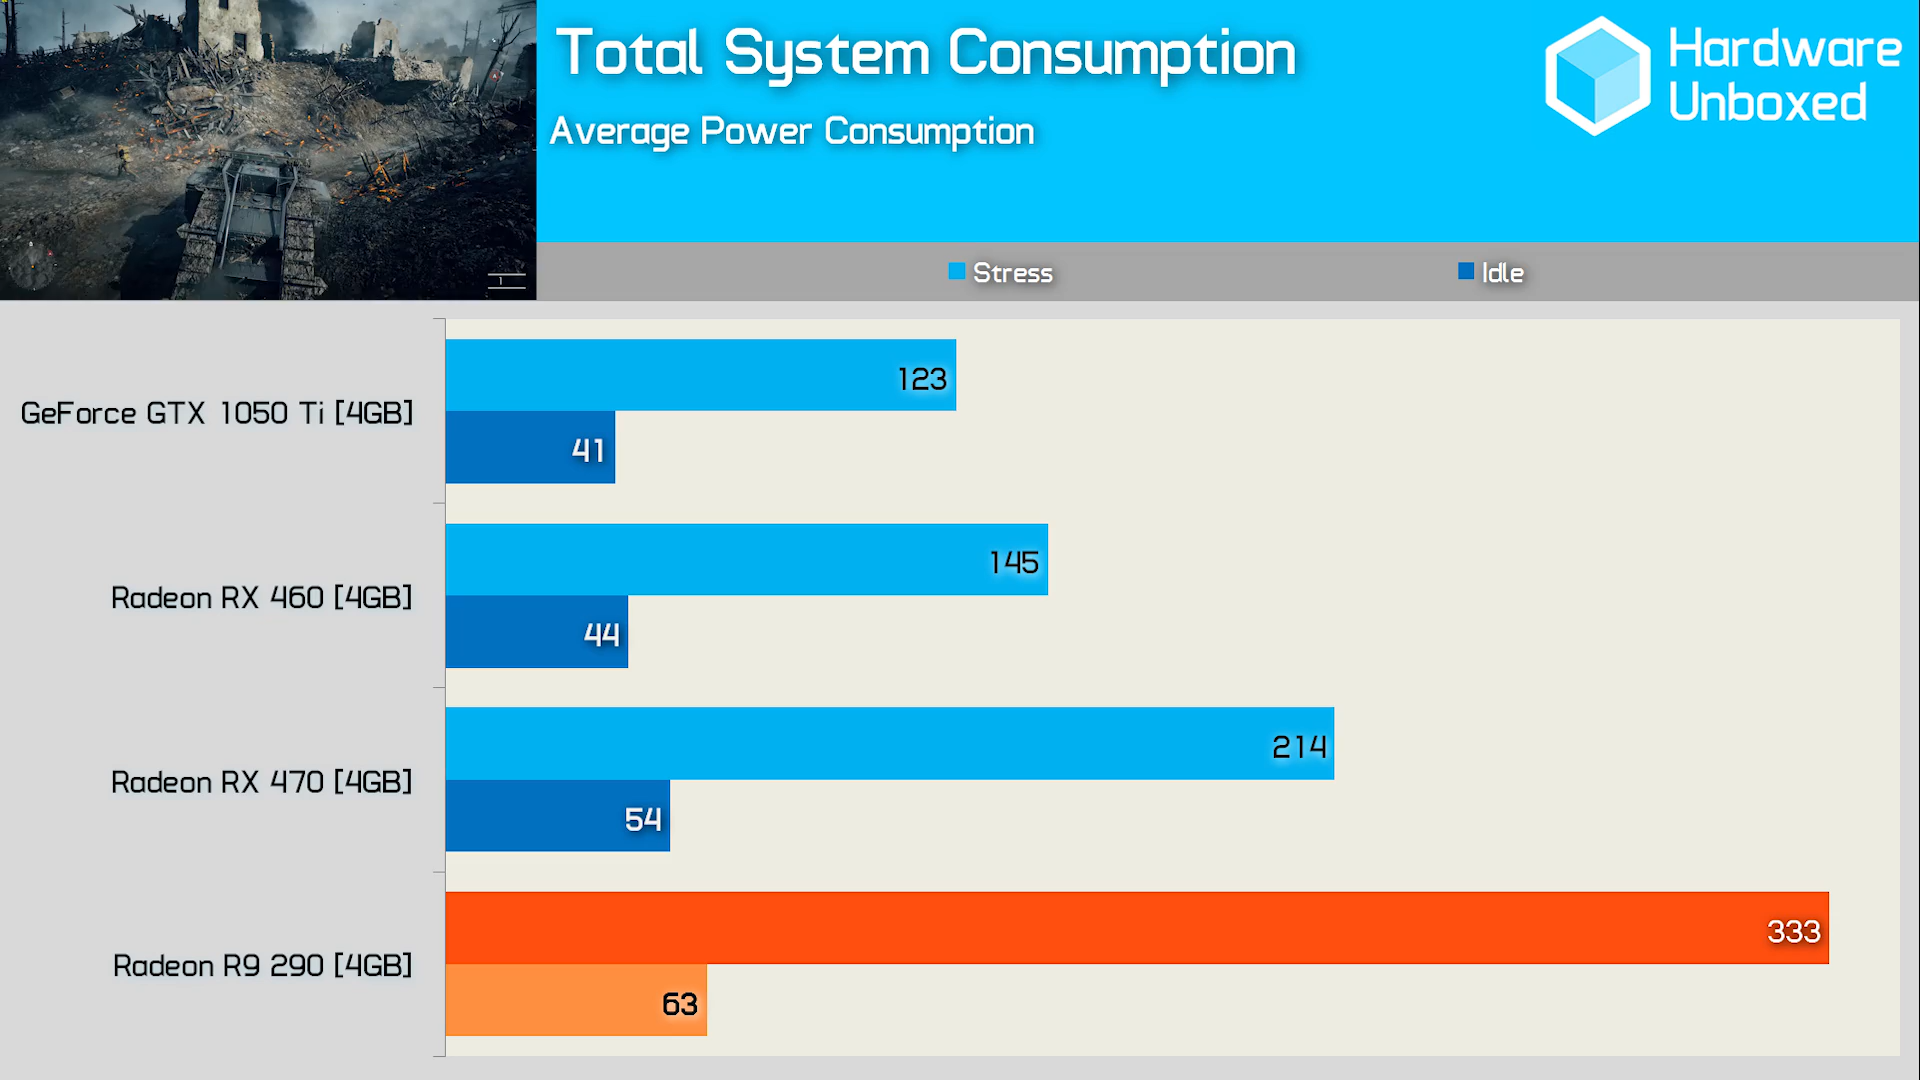 Total System Consumption
Average Power Consumption
Hardware
Unboxed
Stress
Idle
GeForce GTX 1050 Ti [4GB]
123
41
Radeon RX 460 [4GB]
145
44
Radeon RX 470 [4GB]
214
54
Radeon R9 290 [4GB]
333
63